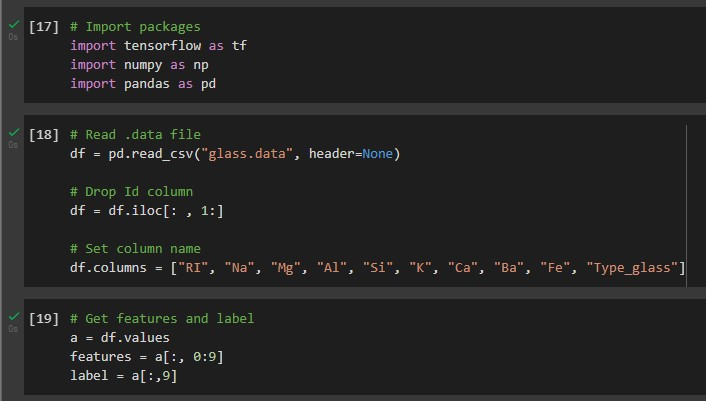 [17] # Import packages
import tensorflow as tf
import numpy as np
import pandas as pd
0s
[18] # Read .data file
df = pd.read_csv("glass.data", header=None)
# Drop Id column
df = df.iloc[: , 1:]
# Set column name
df.columns = ["RI", "Na", "Mg", "Al", "Si", "K", "Ca", "Ba", "Fe", "Type_glass"]
0s
[19] # Get features and label
a = df.values
features = a[:, 0:9]
label = a[:,9]
0s